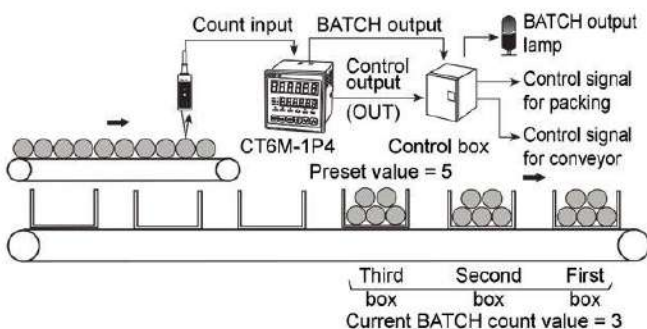 Count input
BATCH output
BATCH output
lamp
Control
output
(OUT)
Control signal
for packing
CT6M-1P4
Control box
Control signal
for conveyor
Preset value = 5
Third
box
Second
box
First
box
Current BATCH count value = 3